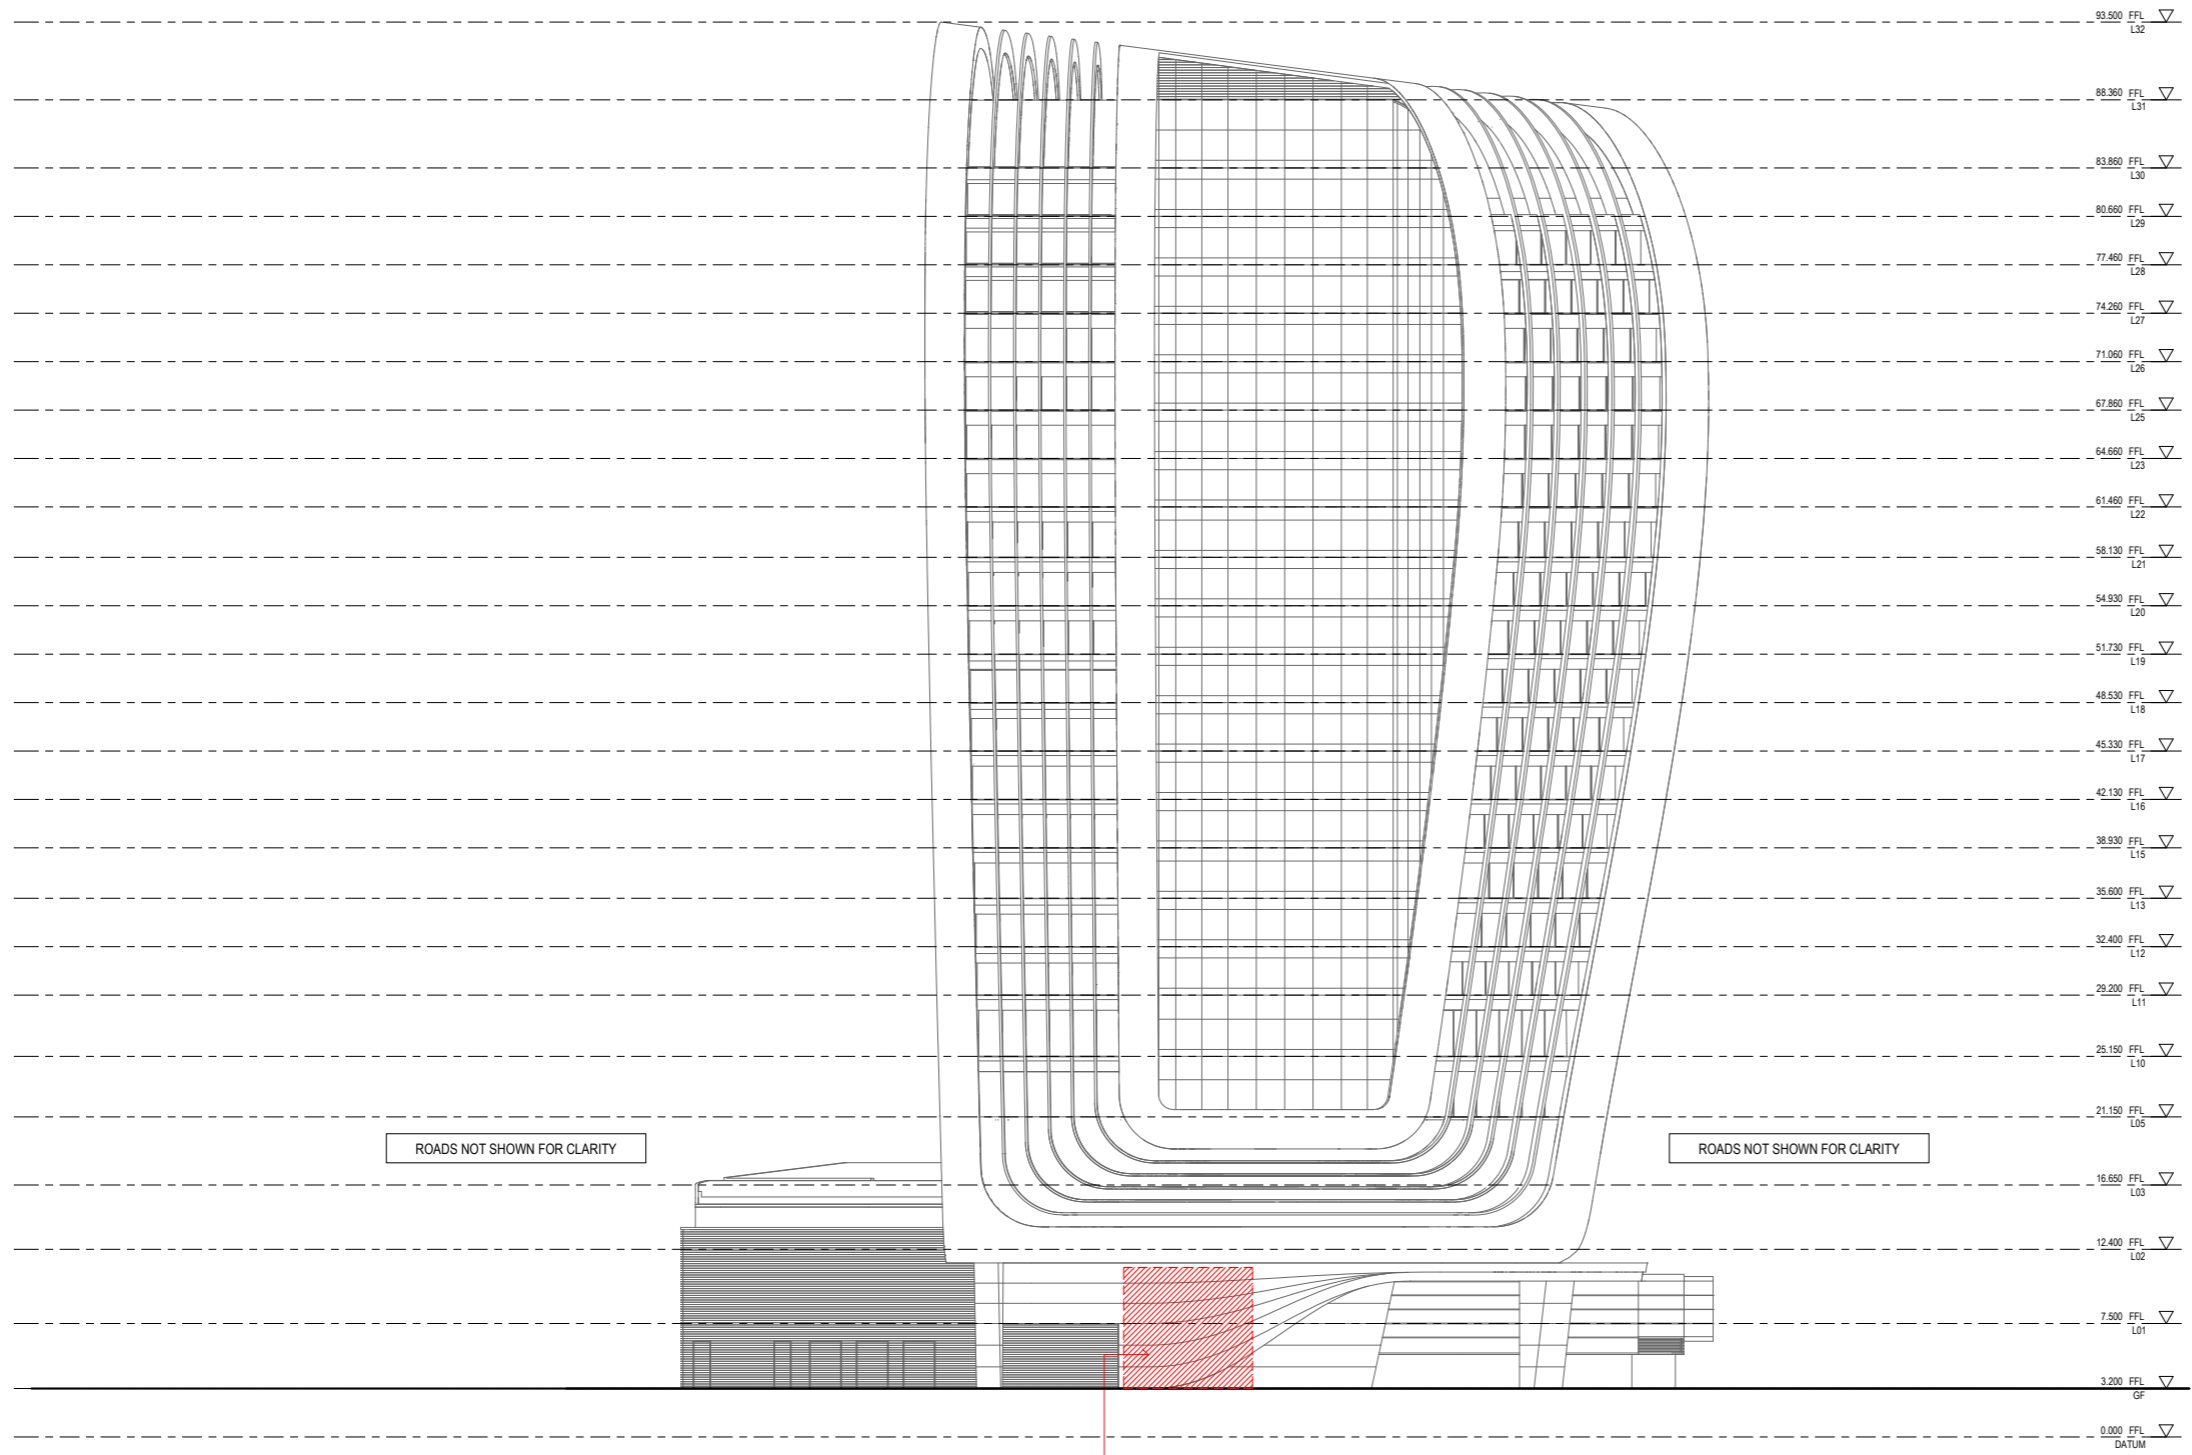 93.500 FFL
L32
88.360 FFL
L31
83.860 FFL
L30
80.660 FFL
L29
77.460 FFL
L28
74.260 FFL
L27
71.060 FFL
L26
67.860 FFL
L25
64.660 FFL
L23
61.460 FFL
L22
58.130 FFL
L21
54.930 FFL
L20
51.730 FFL
L19
48.530 FFL
L18
45.330 FFL
L17
42.130 FFL
L16
38.930 FFL
L15
35.600 FFL
L13
32.400 FFL
L12
29.200 FFL
L11
25.150 FFL
L10
21.150 FFL
L05
ROADS NOT SHOWN FOR CLARITY
ROADS NOT SHOWN FOR CLARITY
16.650 FFL
L03
12.400 FFL
L02
7.500 FFL
L01
3.200 FFL
GF
0.000 FFL
DATUM